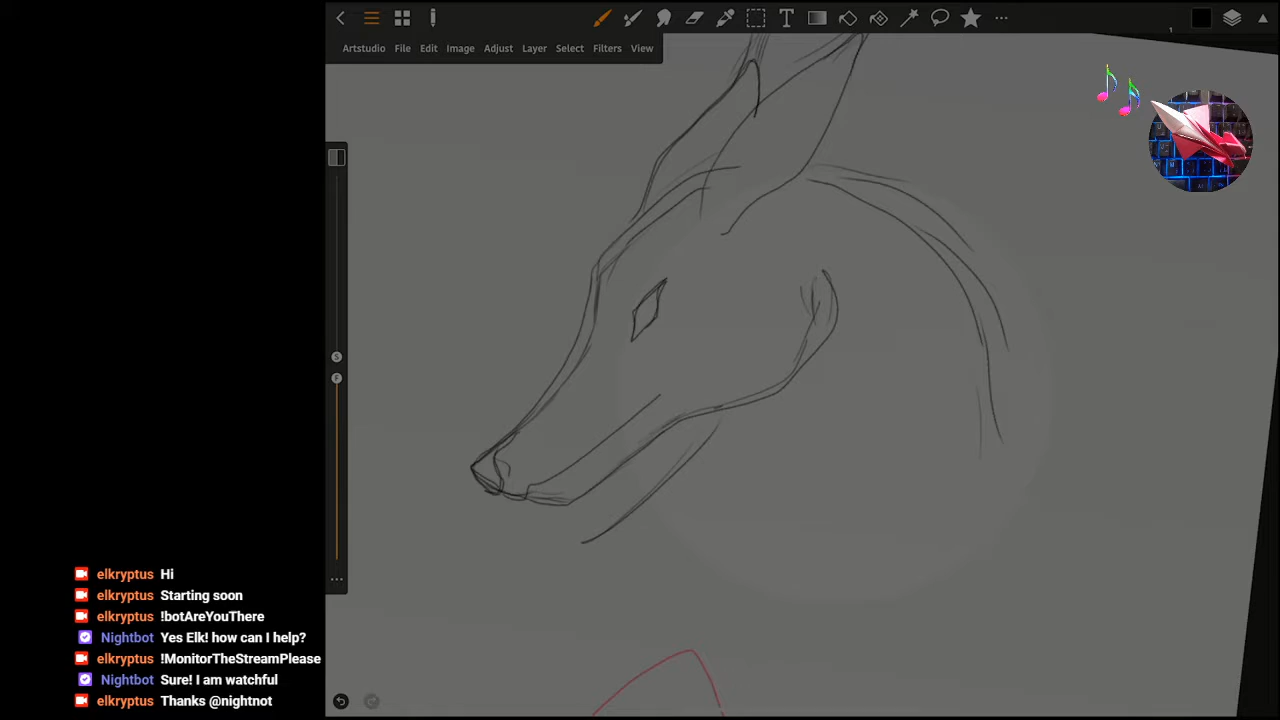 Artstudio File Edit Image Adjust Layer Select Filters View
1
S
F
elkryptus Hi
elkryptus Starting soon
elkryptus !botAreYouThere
Nightbot Yes Elk! how can I help?
elkryptus !MonitorTheStreamPlease
Nightbot Sure! I am watchful
elkryptus Thanks @nightnot